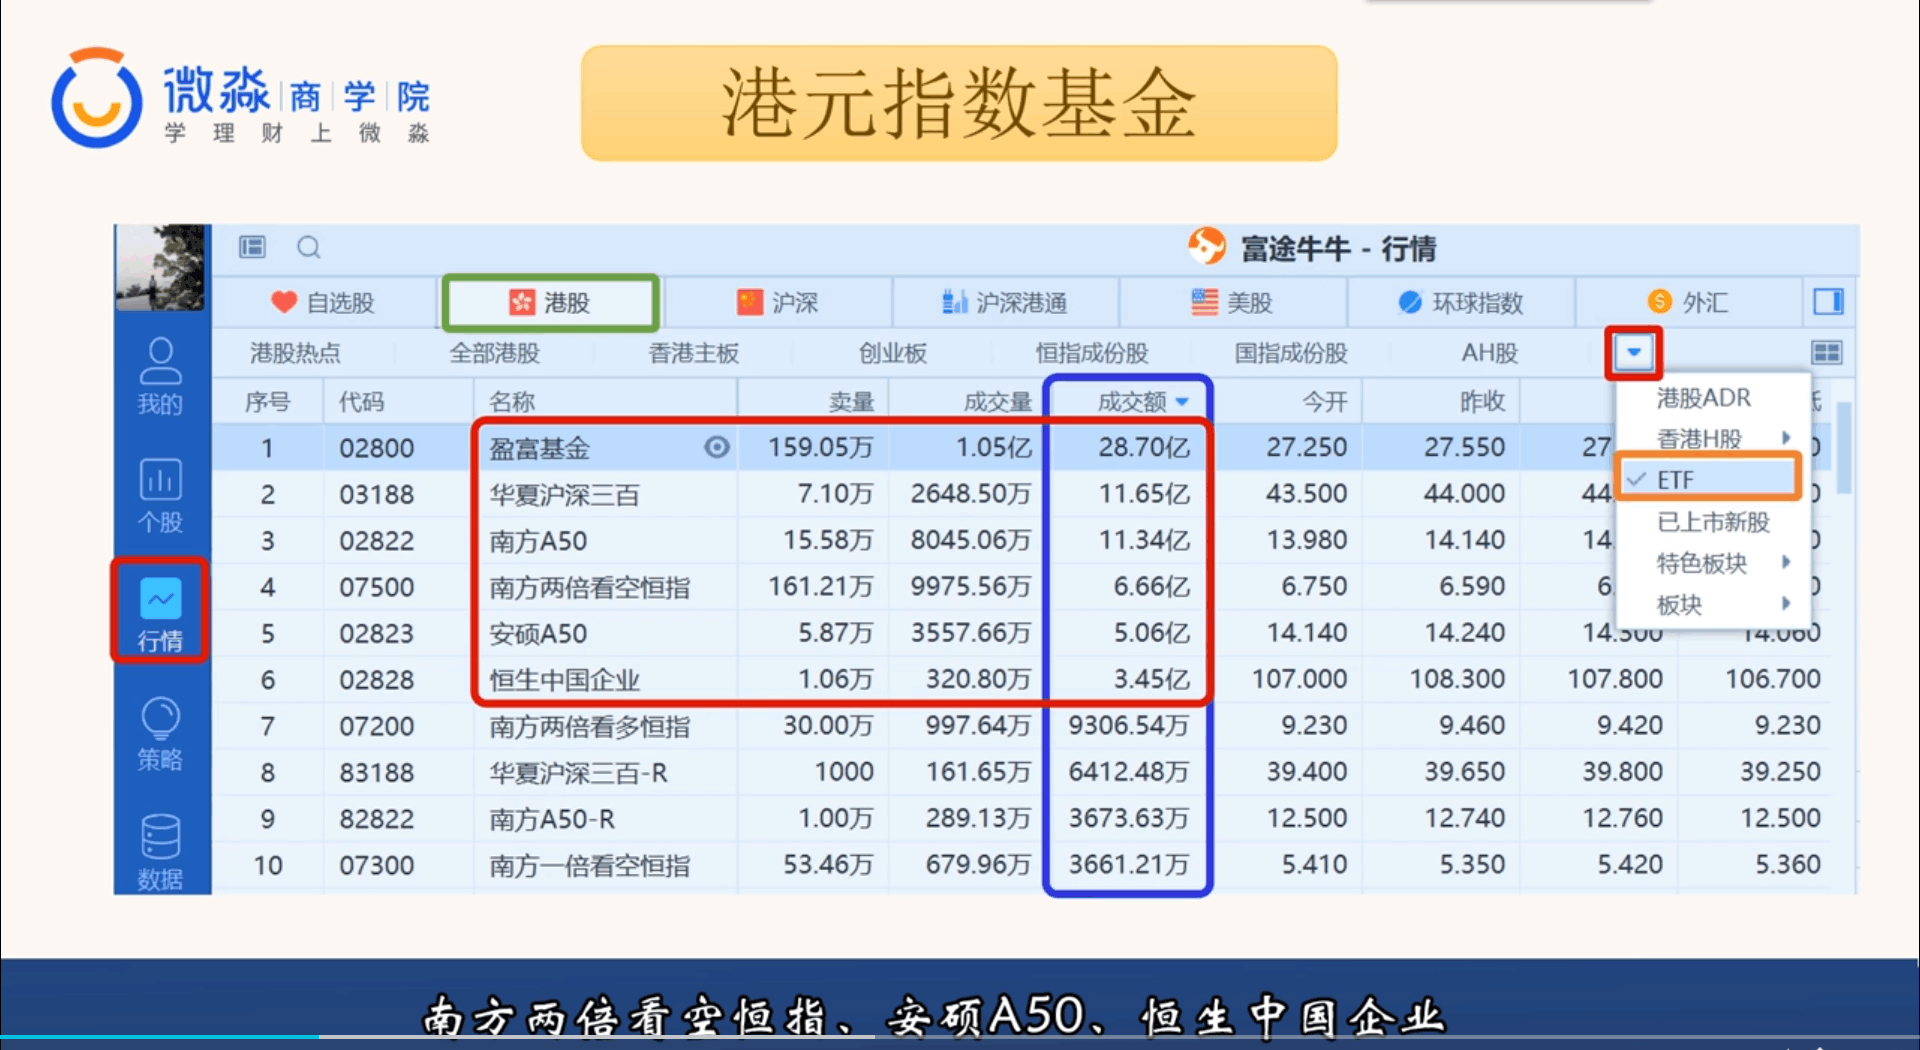 微淼 商 学 院
学 理 财 上 微 淼
港元指数基金
富途牛牛 - 行情
自选股 港股 沪深 沪深港通 美股 环球指数 外汇
港股热点 全部港股 香港主板 创业板 恒指成份股 国指成份股 AH股
序号 代码 名称 卖量 成交量 成交额 今开 昨收
1 02800 盈富基金 159.05万 1.05亿 28.70亿 27.250 27.550 27.
2 03188 华夏沪深三百 7.10万 2648.50万 11.65亿 43.500 44.000 44.
3 02822 南方A50 15.58万 8045.06万 11.34亿 13.980 14.140 14.
4 07500 南方两倍看空恒指 161.21万 9975.56万 6.66亿 6.750 6.590 6.
5 02823 安硕A50 5.87万 3557.66万 5.06亿 14.140 14.240 14.300 14.060
6 02828 恒生中国企业 1.06万 320.80万 3.45亿 107.000 108.300 107.800 106.700
7 07200 南方两倍看多恒指 30.00万 997.64万 9306.54万 9.230 9.460 9.420 9.230
8 83188 华夏沪深三百-R 1000 161.65万 6412.48万 39.400 39.650 39.800 39.250
9 82822 南方A50-R 1.00万 289.13万 3673.63万 12.500 12.740 12.760 12.500
10 07300 南方一倍看空恒指 53.46万 679.96万 3661.21万 5.410 5.350 5.420 5.360
港股ADR
香港H股
ETF
已上市新股
特色板块
板块
我的
个股
行情
策略
数据
南方两倍看空恒指、安硕A50、恒生中国企业